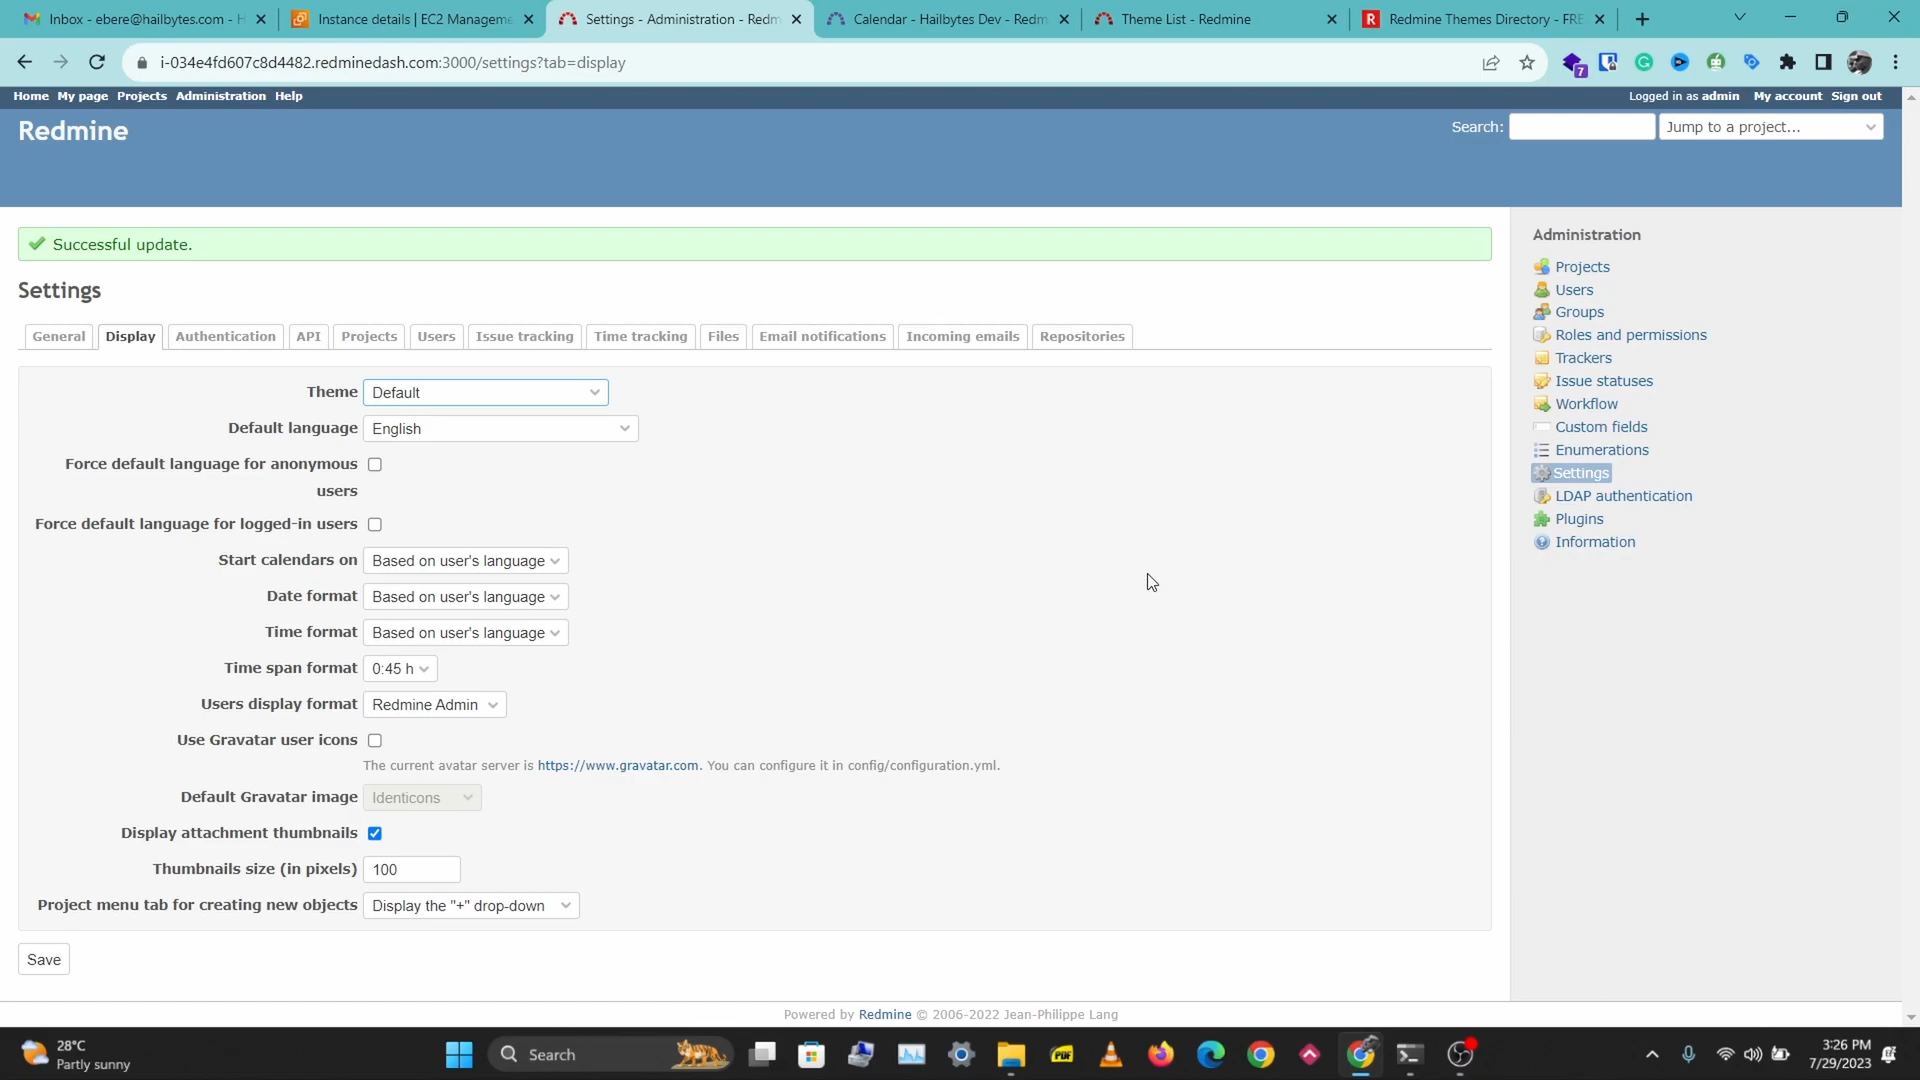 Inbox - ebere@hailbytes.com - H
Instance details | EC2 Manageme
Settings - Administration - Redm
Calendar - Hailbytes Dev - Redm
Theme List - Redmine
Redmine Themes Directory - FRE
i-034e4fd607c8d4482.redminedash.com:3000/settings?tab=display
7
Home My page Projects Administration Help
Logged in as admin My account Sign out
Redmine
Search:
Jump to a project...
Successful update.
Settings
General Display Authentication API Projects Users Issue tracking Time tracking Files Email notifications Incoming emails Repositories
Theme Default
Default language English
Force default language for anonymous
users
Force default language for logged-in users
Start calendars on Based on user's language
Date format Based on user's language
Time format Based on user's language
Time span format 0:45 h
Users display format Redmine Admin
Use Gravatar user icons
The current avatar server is https://www.gravatar.com. You can configure it in config/configuration.yml.
Default Gravatar image Identicons
Display attachment thumbnails
Thumbnails size (in pixels) 100
Project menu tab for creating new objects Display the "+" drop-down
Save
Administration
Projects
Users
Groups
Roles and permissions
Trackers
Issue statuses
Workflow
Custom fields
Enumerations
Settings
LDAP authentication
Plugins
Information
Powered by Redmine © 2006-2022 Jean-Philippe Lang
28°C
Partly sunny
Search
PDF
3:26 PM
7/29/2023